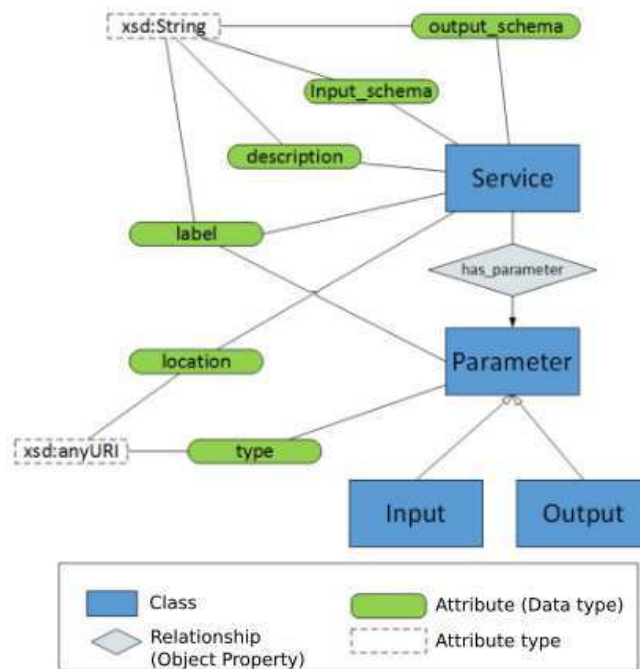 xsd:String
output_schema
Input_schema
description
Service
label
has_parameter
location
Parameter
xsd:anyURI
type
Input
Output
Class
Attribute (Data type)
Relationship
(Object Property)
Attribute type